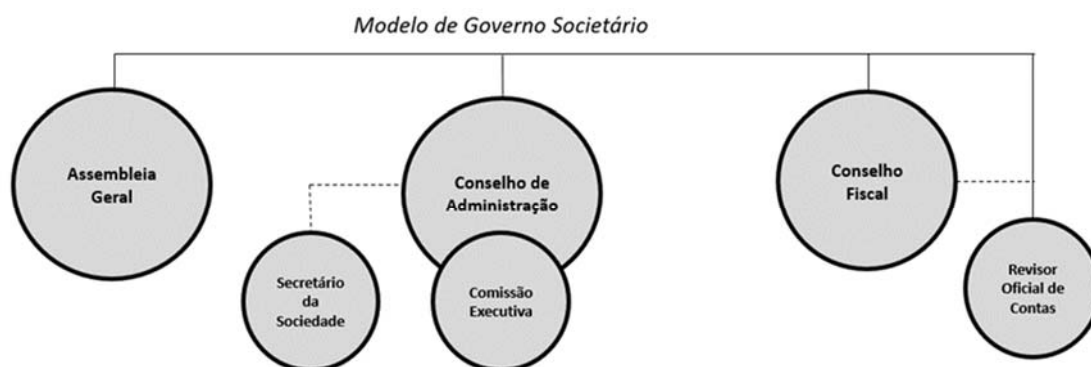 Modelo de Governo Societário
Assembleia
Geral
Conselho de
Administração
Conselho
Fiscal
Secretário
da
Sociedade
Comissão
Executiva
Revisor
Oficial de
Contas